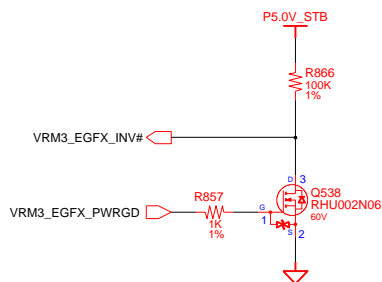 P5.0V_STB
R866
100K
1%
VRM3_EGFX_INV#
D 3
Q538
RHU002N06
60V
R857
G
VRM3_EGFX_PWRGD
1K
1%
1
S 2